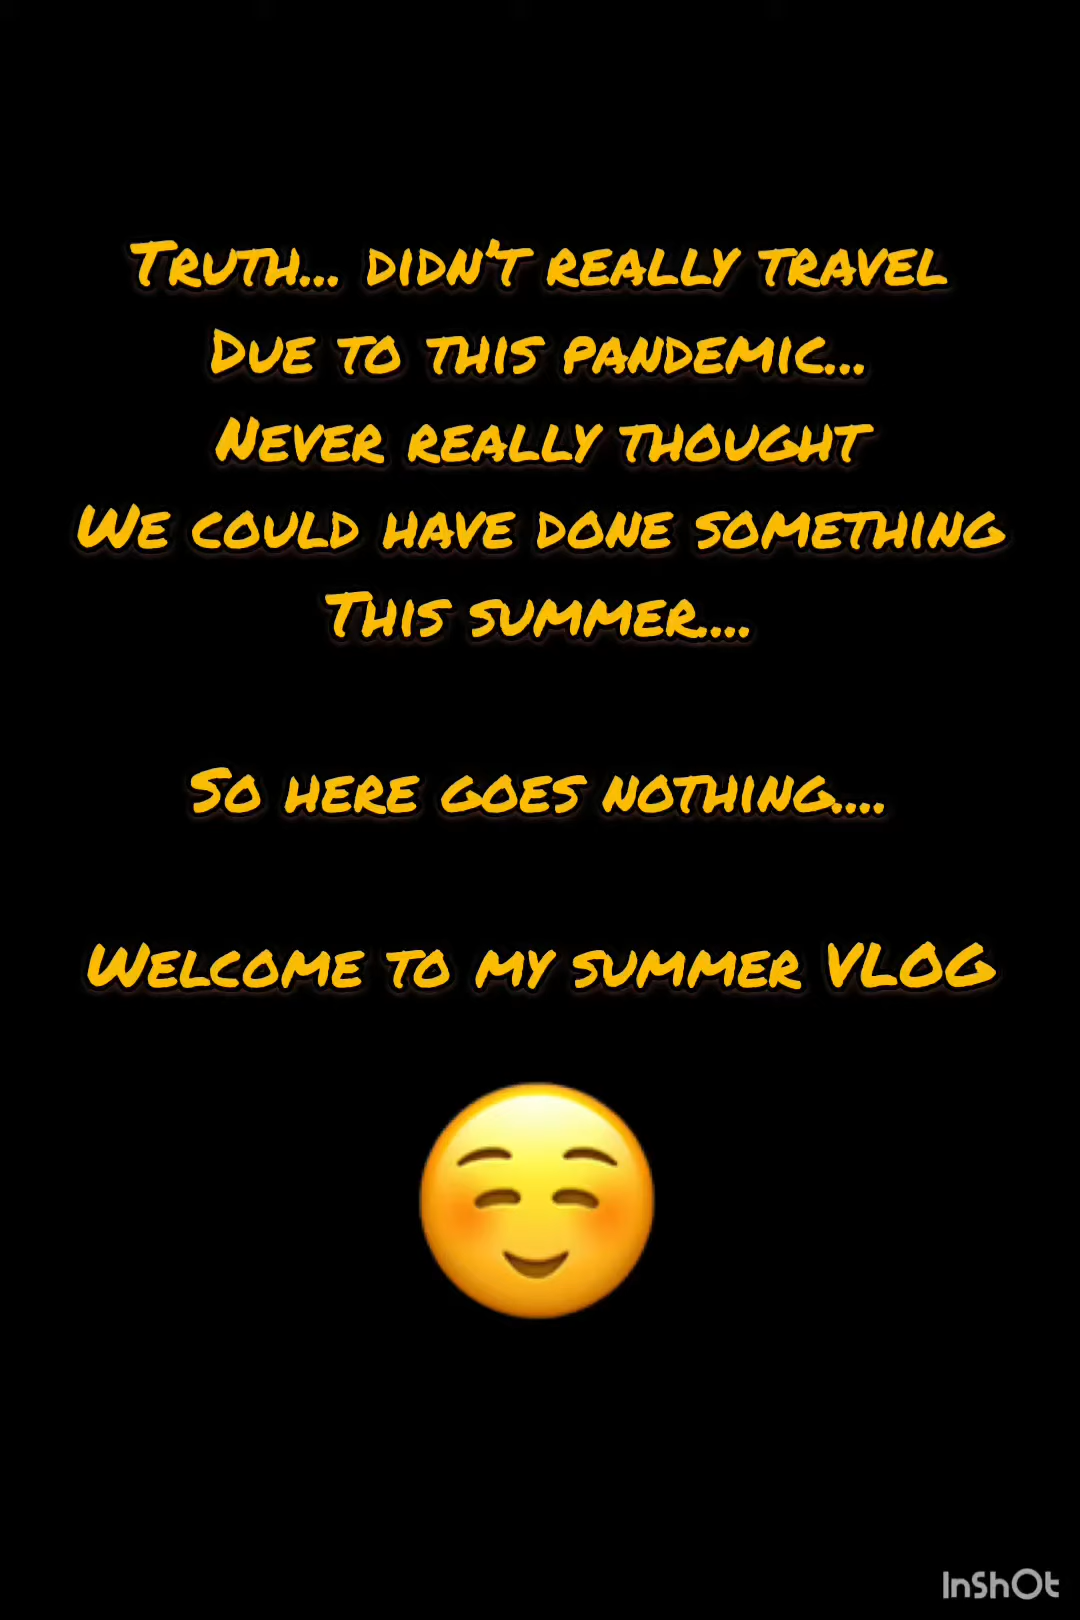 Truth... didn't really travel
Due to this pandemic...
Never really thought
We could have done something
This summer....
So here goes nothing....
Welcome to my summer VLOG
InShOt